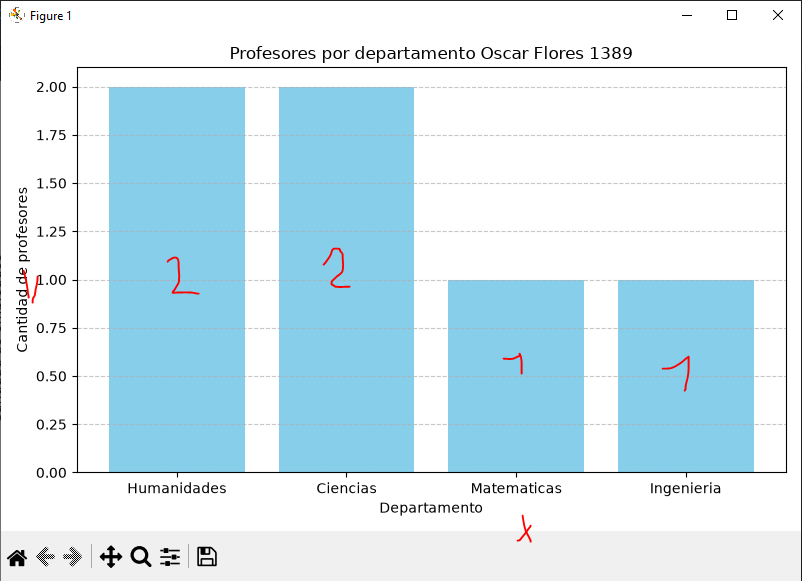 Figure 1
Profesores por departamento Oscar Flores 1389
2.00
1.75
1.50
1.25
1.00
0.75
0.50
0.25
0.00
Cantidad de profesores
y
2 2 1 1
Humanidades Ciencias Matematicas Ingenieria
Departamento
x